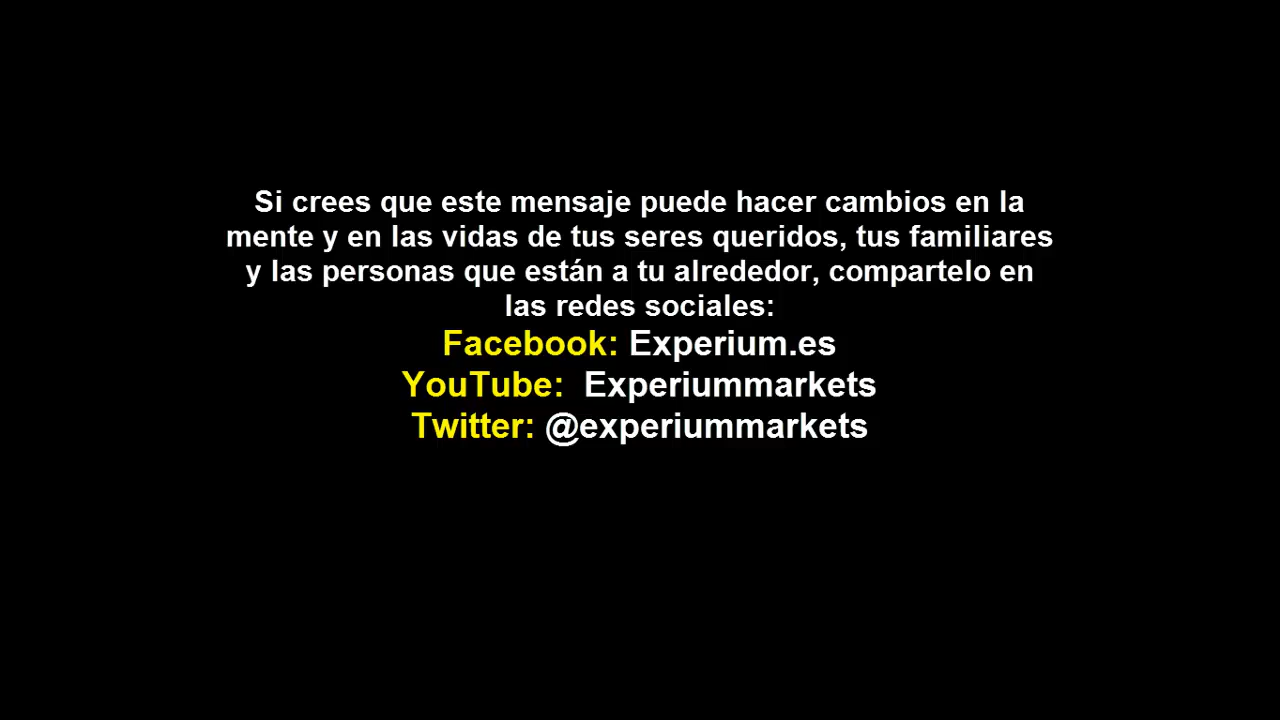 Si crees que este mensaje puede hacer cambios en la
mente y en las vidas de tus seres queridos, tus familiares
y las personas que están a tu alrededor, compartelo en
las redes sociales:
Facebook: Experium.es
YouTube:  Experiummarkets
Twitter: @experiummarkets